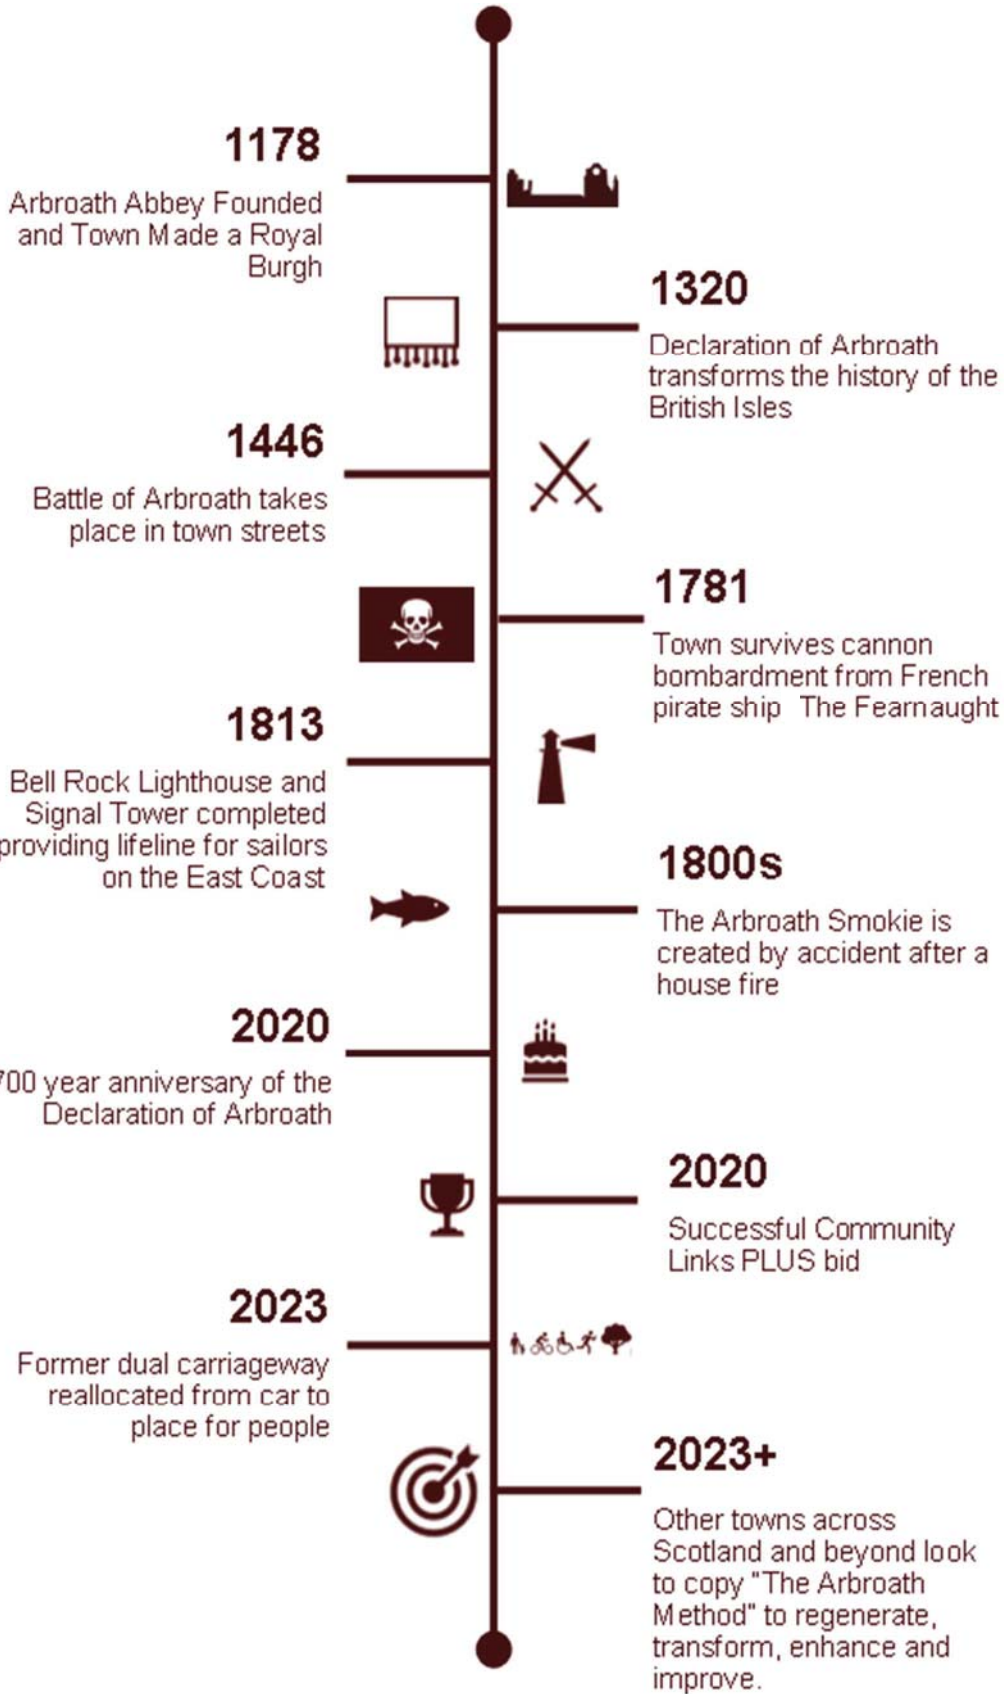 1178
Arbroath Abbey Founded
and Town Made a Royal
Burgh
1320
Declaration of Arbroath
transforms the history of the
British Isles
1446
Battle of Arbroath takes
place in town streets
1781
Town survives cannon
bombardment from French
pirate ship The Fearnaught
1813
Bell Rock Lighthouse and
Signal Tower completed
providing lifeline for sailors
on the East Coast
1800s
The Arbroath Smokie is
created by accident after a
house fire
2020
700 year anniversary of the
Declaration of Arbroath
2020
Successful Community
Links PLUS bid
2023
Former dual carriageway
reallocated from car to
place for people
2023+
Other towns across
Scotland and beyond look
to copy "The Arbroath
Method" to regenerate,
transform, enhance and
improve.